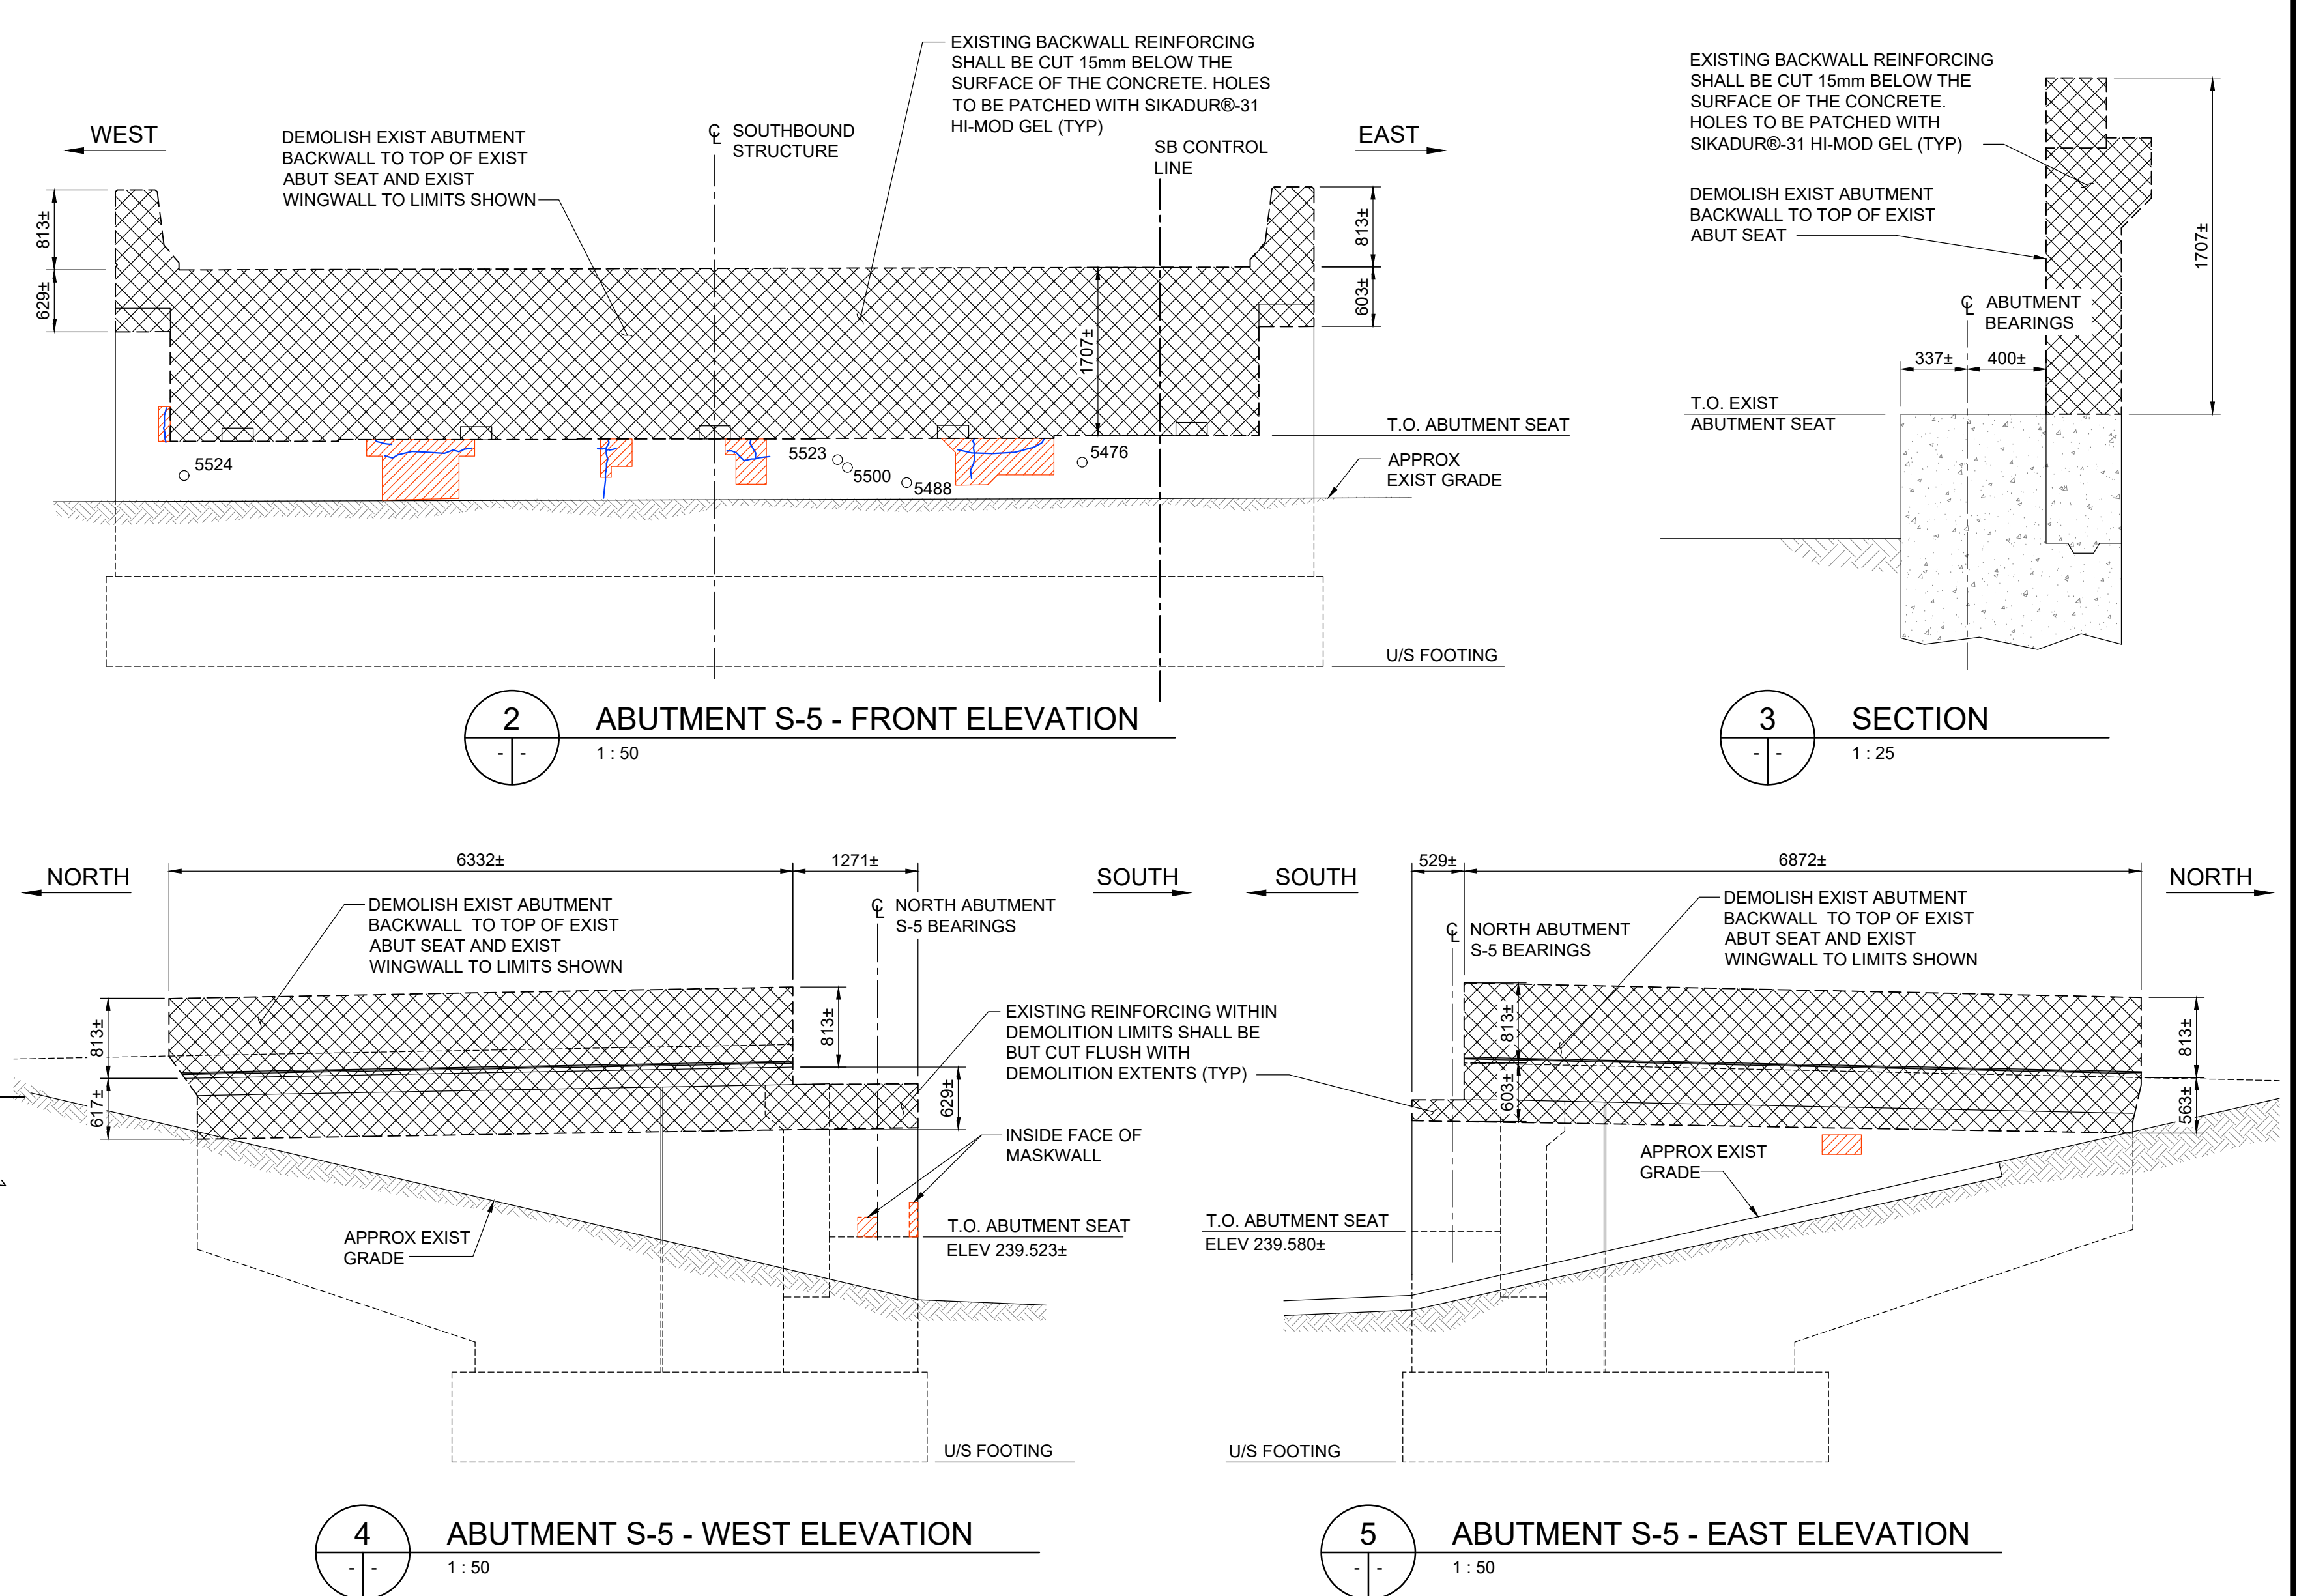 EXISTING BACKWALL REINFORCING
SHALL BE CUT 15mm BELOW THE
SURFACE OF THE CONCRETE. HOLES
TO BE PATCHED WITH SIKADUR®-31
HI-MOD GEL (TYP)
WEST
DEMOLISH EXIST ABUTMENT
BACKWALL TO TOP OF EXIST
ABUT SEAT AND EXIST
WINGWALL TO LIMITS SHOWN
℄ SOUTHBOUND
STRUCTURE
SB CONTROL
LINE
EAST
813±
629±
813±
603±
1707±
T.O. ABUTMENT SEAT
APPROX
EXIST GRADE
5524
5523
5500
5488
5476
U/S FOOTING
2
- -
ABUTMENT S-5 - FRONT ELEVATION
1 : 50
EXISTING BACKWALL REINFORCING
SHALL BE CUT 15mm BELOW THE
SURFACE OF THE CONCRETE.
HOLES TO BE PATCHED WITH
SIKADUR®-31 HI-MOD GEL (TYP)
DEMOLISH EXIST ABUTMENT
BACKWALL TO TOP OF EXIST
ABUT SEAT
1707±
℄ ABUTMENT
BEARINGS
337±
400±
T.O. EXIST
ABUTMENT SEAT
3
- -
SECTION
1 : 25
6332±
1271±
NORTH
SOUTH
DEMOLISH EXIST ABUTMENT
BACKWALL TO TOP OF EXIST
ABUT SEAT AND EXIST
WINGWALL TO LIMITS SHOWN
℄ NORTH ABUTMENT
S-5 BEARINGS
813±
617±
813±
629±
EXISTING REINFORCING WITHIN
DEMOLITION LIMITS SHALL BE
BUT CUT FLUSH WITH
DEMOLITION EXTENTS (TYP)
INSIDE FACE OF
MASKWALL
T.O. ABUTMENT SEAT
ELEV 239.523±
APPROX EXIST
GRADE
U/S FOOTING
4
- -
ABUTMENT S-5 - WEST ELEVATION
1 : 50
529±
6872±
SOUTH
NORTH
℄ NORTH ABUTMENT
S-5 BEARINGS
DEMOLISH EXIST ABUTMENT
BACKWALL TO TOP OF EXIST
ABUT SEAT AND EXIST
WINGWALL TO LIMITS SHOWN
813±
603±
813±
563±
APPROX EXIST
GRADE
T.O. ABUTMENT SEAT
ELEV 239.580±
U/S FOOTING
5
- -
ABUTMENT S-5 - EAST ELEVATION
1 : 50